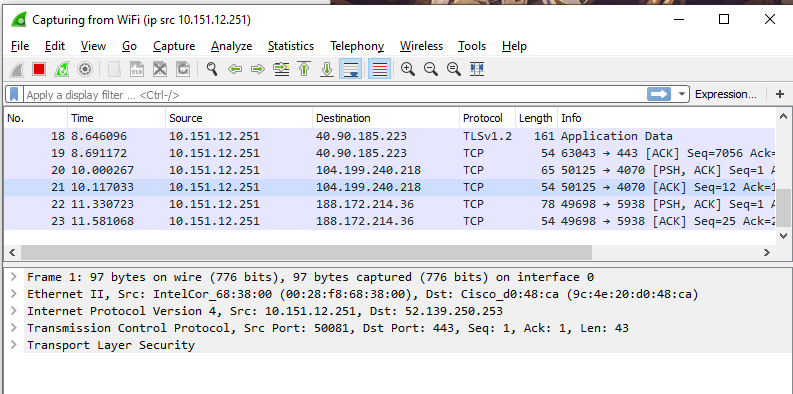 Capturing from WiFi (ip src 10.151.12.251)
File Edit View Go Capture Analyze Statistics Telephony Wireless Tools Help
Apply a display filter ... <Ctrl-/> Expression... +
No. Time Source Destination Protocol Length Info
18 8.646096 10.151.12.251 40.90.185.223 TLSv1.2 161 Application Data
19 8.691172 10.151.12.251 40.90.185.223 TCP 54 63043 → 443 [ACK] Seq=7056 Ack=
20 10.000267 10.151.12.251 104.199.240.218 TCP 65 50125 → 4070 [PSH, ACK] Seq=1 A
21 10.117033 10.151.12.251 104.199.240.218 TCP 54 50125 → 4070 [ACK] Seq=12 Ack=1
22 11.330723 10.151.12.251 188.172.214.36 TCP 78 49698 → 5938 [PSH, ACK] Seq=1 A
23 11.581068 10.151.12.251 188.172.214.36 TCP 54 49698 → 5938 [ACK] Seq=25 Ack=2
Frame 1: 97 bytes on wire (776 bits), 97 bytes captured (776 bits) on interface 0
Ethernet II, Src: IntelCor_68:38:00 (00:28:f8:68:38:00), Dst: Cisco_d0:48:ca (9c:4e:20:d0:48:ca)
Internet Protocol Version 4, Src: 10.151.12.251, Dst: 52.139.250.253
Transmission Control Protocol, Src Port: 50081, Dst Port: 443, Seq: 1, Ack: 1, Len: 43
Transport Layer Security